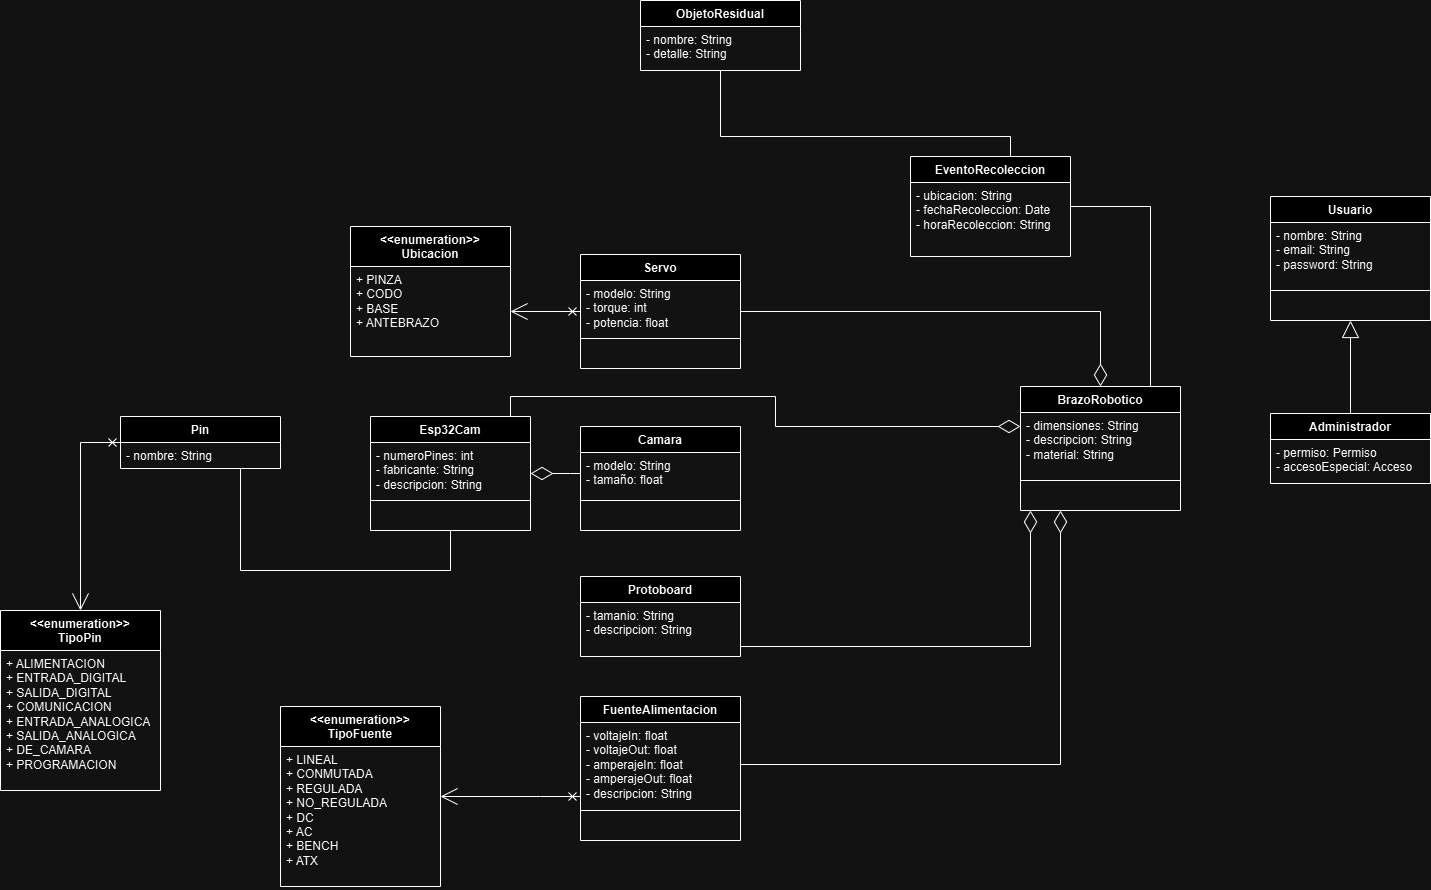 ObjetoResidual
- nombre: String
- detalle: String
EventoRecoleccion
- ubicacion: String
- fechaRecoleccion: Date
- horaRecoleccion: String
Usuario
- nombre: String
- email: String
- password: String
<<enumeration>>
Ubicacion
+ PINZA
+ CODO
+ BASE
+ ANTEBRAZO
Servo
- modelo: String
- torque: int
- potencia: float
BrazoRobotico
- dimensiones: String
- descripcion: String
- material: String
Administrador
- permiso: Permiso
- accesoEspecial: Acceso
Pin
- nombre: String
Esp32Cam
- numeroPines: int
- fabricante: String
- descripcion: String
Camara
- modelo: String
- tamaño: float
Protoboard
- tamanio: String
- descripcion: String
<<enumeration>>
TipoPin
+ ALIMENTACION
+ ENTRADA_DIGITAL
+ SALIDA_DIGITAL
+ COMUNICACION
+ ENTRADA_ANALOGICA
+ SALIDA_ANALOGICA
+ DE_CAMARA
+ PROGRAMACION
<<enumeration>>
TipoFuente
+ LINEAL
+ CONMUTADA
+ REGULADA
+ NO_REGULADA
+ DC
+ AC
+ BENCH
+ ATX
FuenteAlimentacion
- voltajeIn: float
- voltajeOut: float
- amperajeIn: float
- amperajeOut: float
- descripcion: String